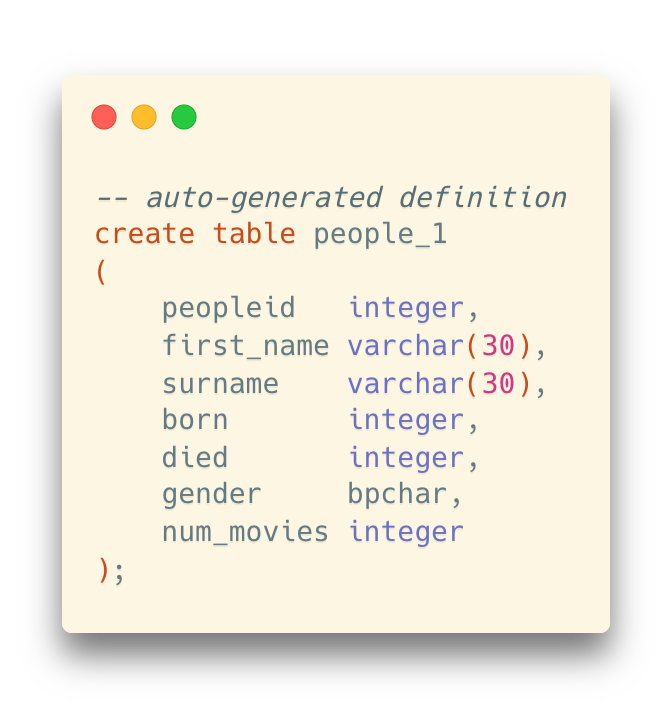 -- auto-generated definition
create table people_1
(
    peopleid   integer,
    first_name varchar(30),
    surname    varchar(30),
    born       integer,
    died       integer,
    gender     bpchar,
    num_movies integer
);